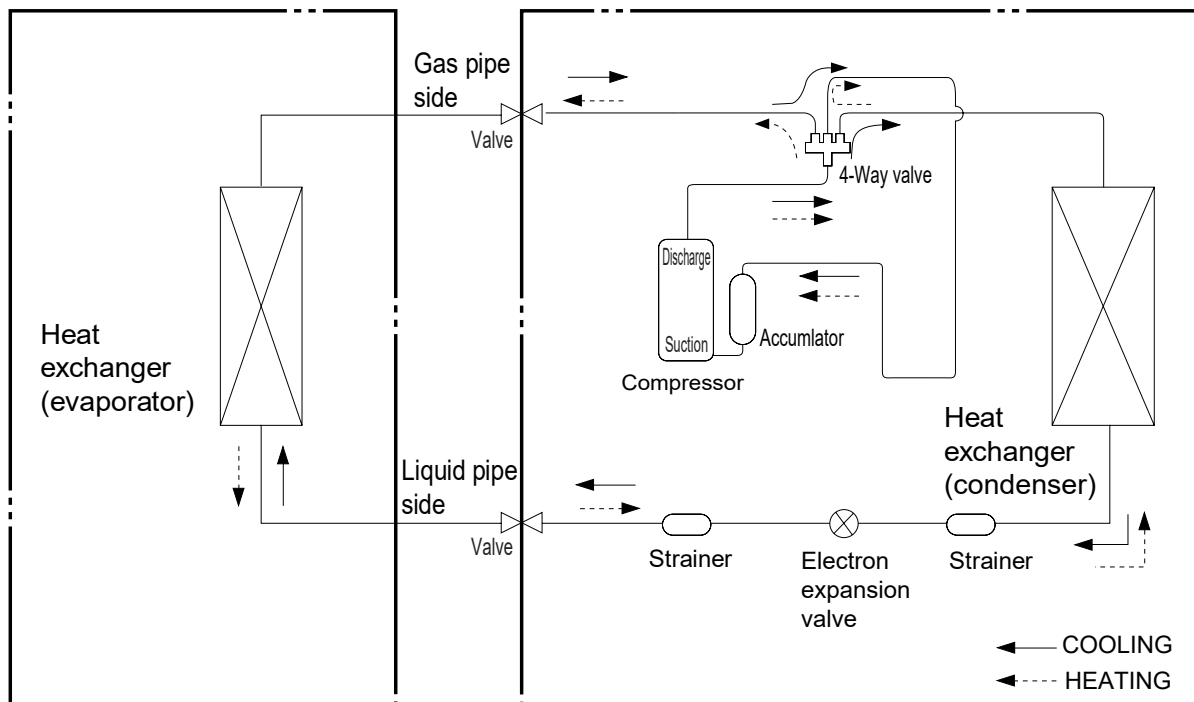 Gas pipe
side
Valve
4-Way valve
Discharge
Suction
Accumlator
Compressor
Heat
exchanger
(evaporator)
Heat
exchanger
(condenser)
Liquid pipe
side
Valve
Strainer
Electron
expansion
valve
Strainer
COOLING
HEATING